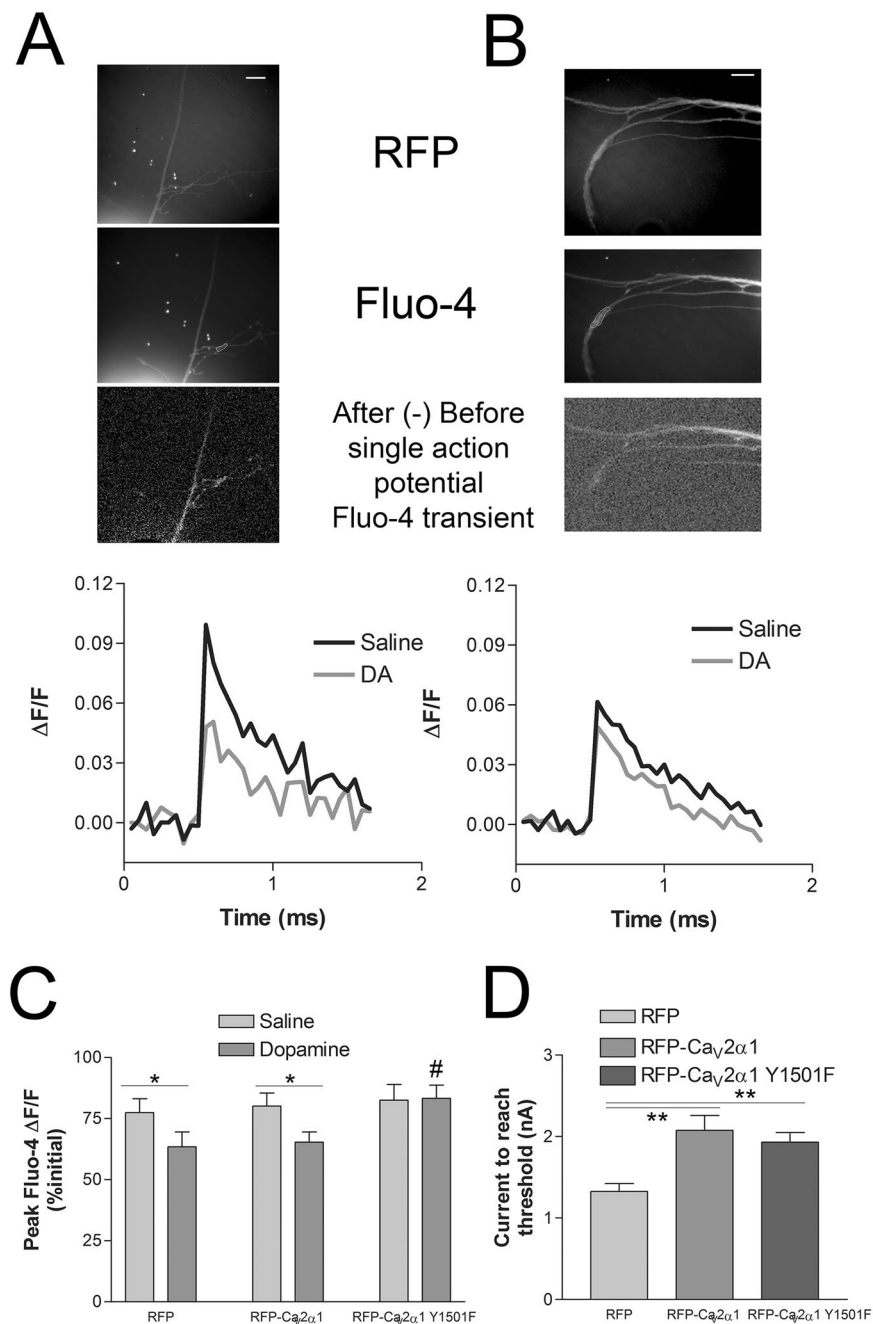 A
B
RFP
Fluo-4
After (-) Before
single action
potential
Fluo-4 transient
0.12
0.09
0.06
0.03
0.00
ΔF/F
Saline
DA
0
1
2
Time (ms)
0.12
0.09
0.06
0.03
0.00
ΔF/F
Saline
DA
0
1
2
Time (ms)
C
Saline
Dopamine
100
75
50
25
0
Peak Fluo-4 ΔF/F
(%initial)
*
*
#
RFP
RFP-CaV2α1
RFP-CaV2α1 Y1501F
D
RFP
RFP-CaV2α1
RFP-CaV2α1 Y1501F
3
2
1
0
Current to reach
threshold (nA)
**
**
RFP
RFP-CaV2α1
RFP-CaV2α1 Y1501F